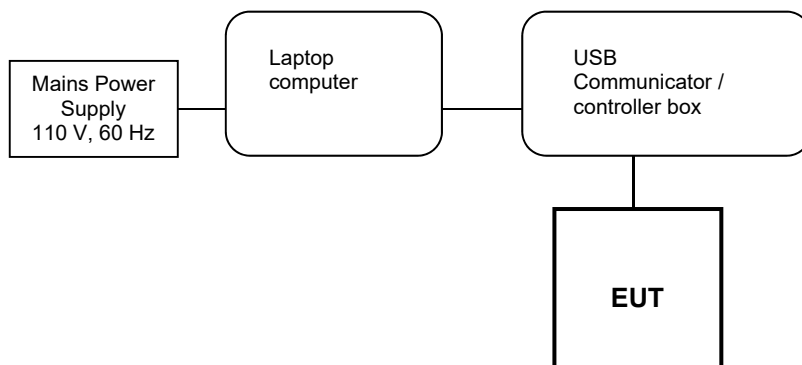 Mains Power
Supply
110 V, 60 Hz
Laptop
computer
USB
Communicator /
controller box
EUT